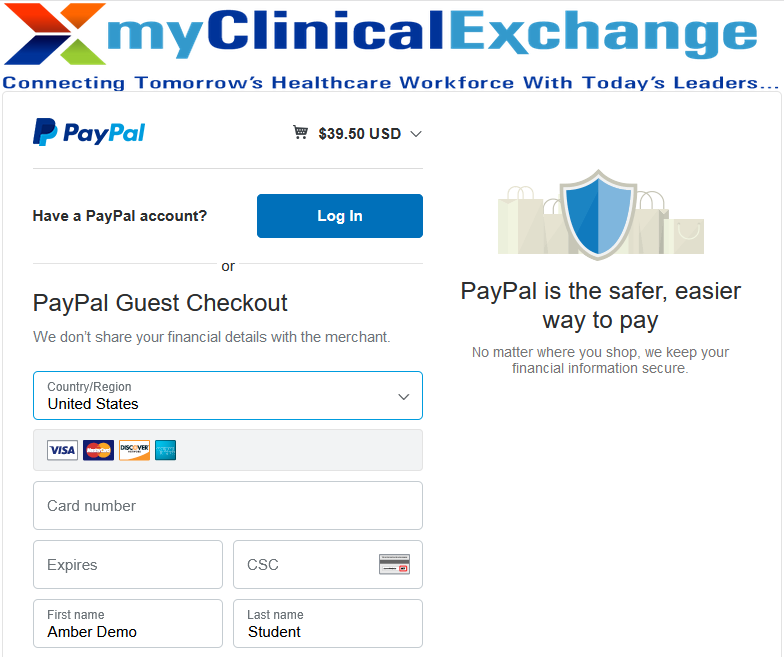 myClinicalExchange
Connecting Tomorrow's Healthcare Workforce With Today's Leaders...
PayPal
$39.50 USD
Have a PayPal account?
Log In
or
PayPal Guest Checkout
We don't share your financial details with the merchant.
Country/Region
United States
VISA MasterCard DISCOVER
Card number
Expires
CSC
First name
Amber Demo
Last name
Student
PayPal is the safer, easier
way to pay
No matter where you shop, we keep your
financial information secure.